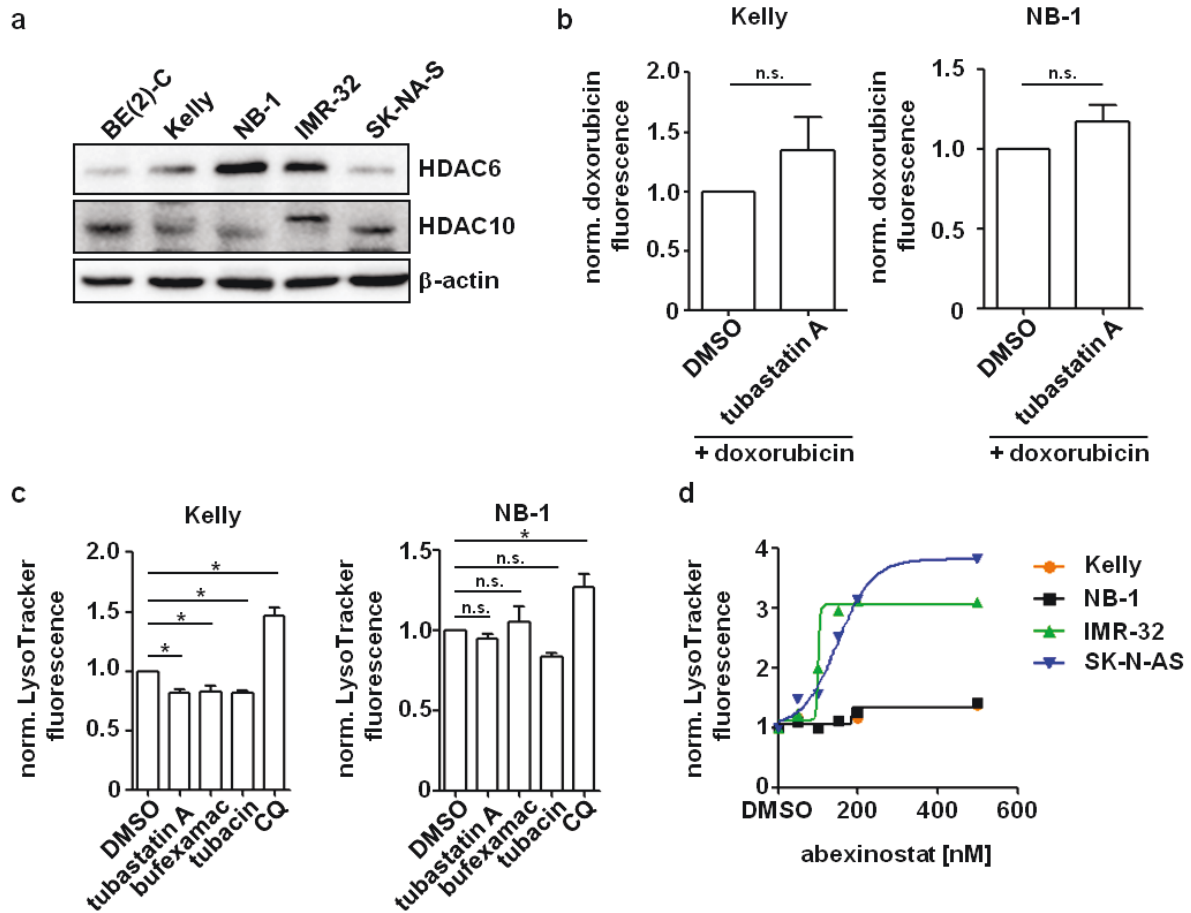 a
BE(2)-C Kelly NB-1 IMR-32 SK-NA-S
HDAC6
HDAC10
β-actin
b
Kelly
norm. doxorubicin
fluorescence
2.0
1.5
1.0
0.5
0
n.s.
DMSO
tubastatin A
+ doxorubicin
NB-1
norm. doxorubicin
fluorescence
1.5
1.0
0.5
0
n.s.
DMSO
tubastatin A
+ doxorubicin
c
Kelly
norm. LysoTracker
fluorescence
2.0
1.5
1.0
0.5
0
*
*
*
*
DMSO
tubastatin A
bufexamac
tubacin
CQ
NB-1
norm. LysoTracker
fluorescence
1.5
1.0
0.5
0
*
n.s.
n.s.
n.s.
DMSO
tubastatin A
bufexamac
tubacin
CQ
d
norm. LysoTracker
fluorescence
4
3
2
1
0
DMSO 200 400 600
abexinostat [nM]
Kelly
NB-1
IMR-32
SK-N-AS